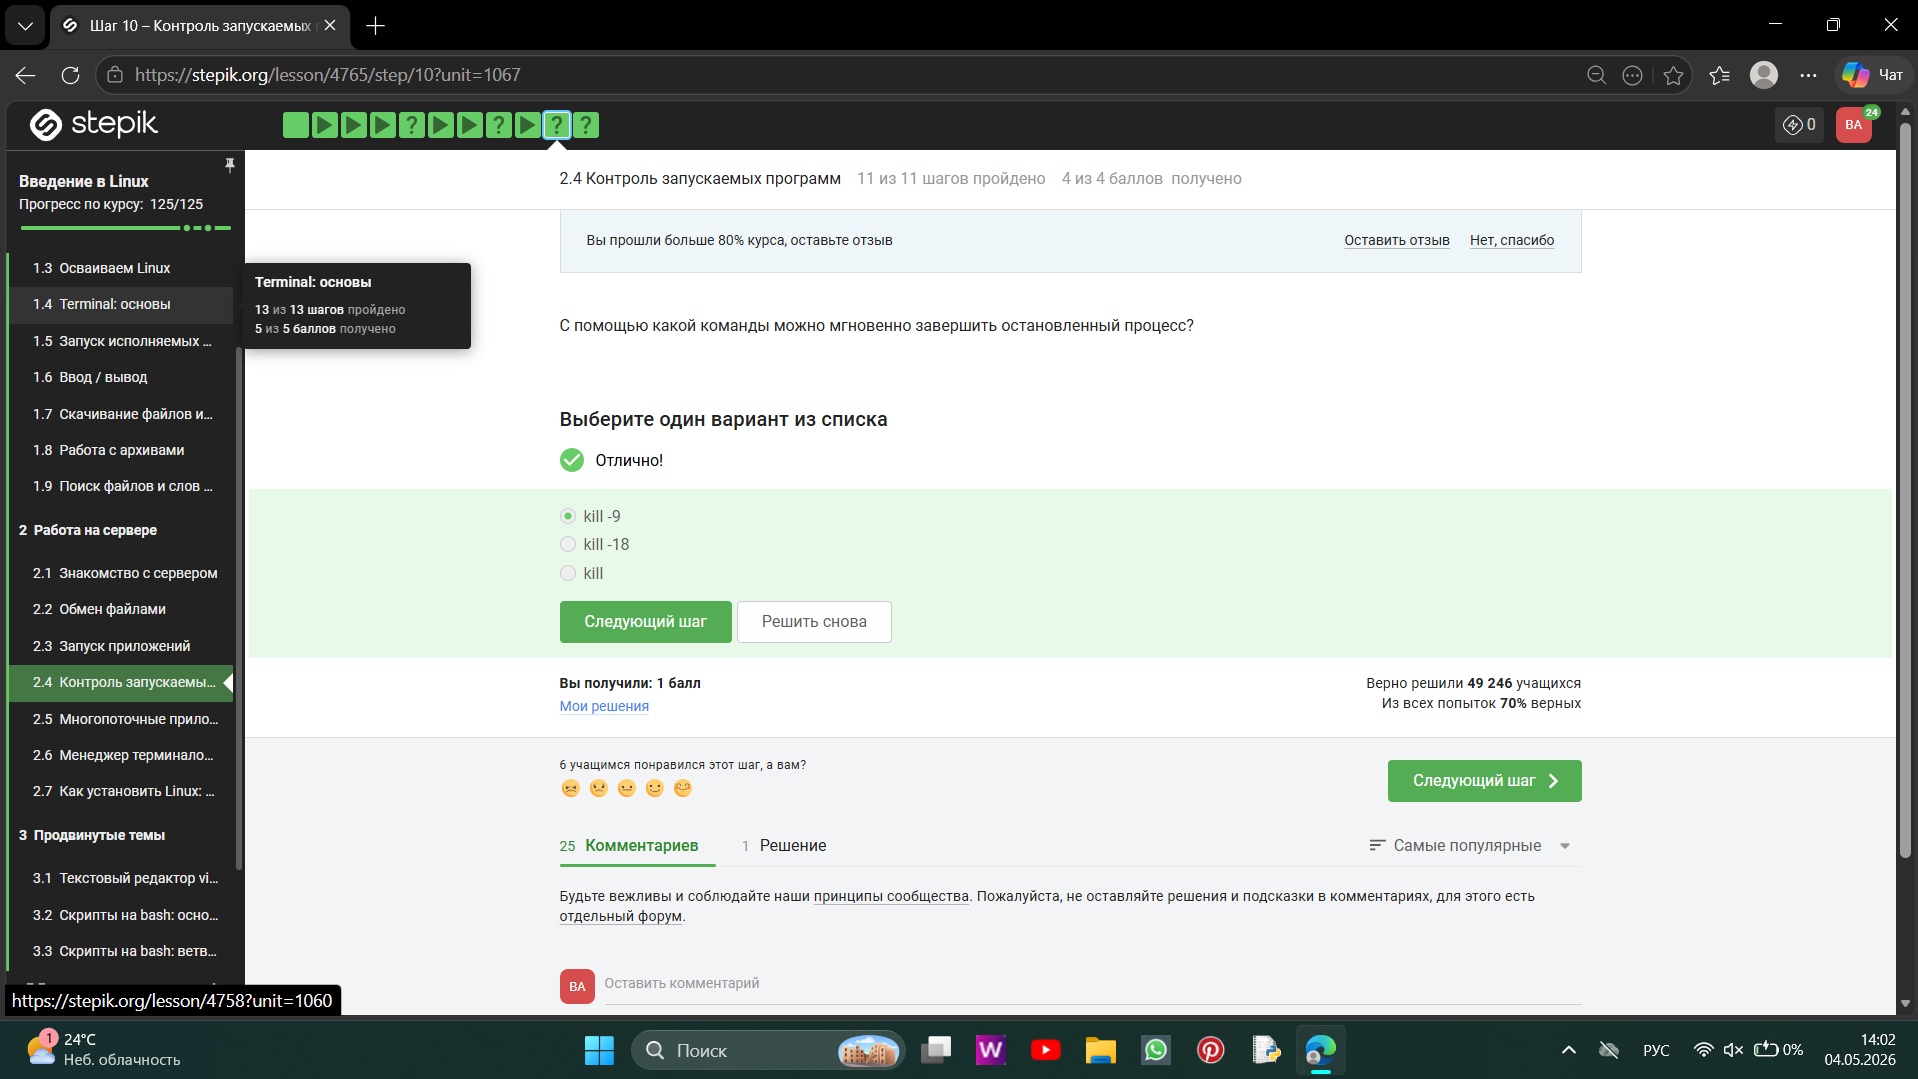 Шаг 10 – Контроль запускаемых
https://stepik.org/lesson/4765/step/10?unit=1067
Чат
stepik
? ? ? ?
0
ВА
24
Введение в Linux
Прогресс по курсу: 125/125
1.3 Осваиваем Linux
1.4 Terminal: основы
1.5 Запуск исполняемых ...
1.6 Ввод / вывод
1.7 Скачивание файлов и...
1.8 Работа с архивами
1.9 Поиск файлов и слов ...
2 Работа на сервере
2.1 Знакомство с сервером
2.2 Обмен файлами
2.3 Запуск приложений
2.4 Контроль запускаемы...
2.5 Многопоточные прило...
2.6 Менеджер терминало...
2.7 Как установить Linux: ...
3 Продвинутые темы
3.1 Текстовый редактор vi...
3.2 Скрипты на bash: осно...
3.3 Скрипты на bash: ветв...
https://stepik.org/lesson/4758?unit=1060
Terminal: основы
13 из 13 шагов пройдено
5 из 5 баллов получено
2.4 Контроль запускаемых программ 11 из 11 шагов пройдено 4 из 4 баллов получено
Вы прошли больше 80% курса, оставьте отзыв
Оставить отзыв Нет, спасибо
С помощью какой команды можно мгновенно завершить остановленный процесс?
Выберите один вариант из списка
Отлично!
kill -9
kill -18
kill
Следующий шаг Решить снова
Вы получили: 1 балл
Мои решения
Верно решили 49 246 учащихся
Из всех попыток 70% верных
6 учащимся понравился этот шаг, а вам?
Следующий шаг
25 Комментариев 1 Решение
Самые популярные
Будьте вежливы и соблюдайте наши принципы сообщества. Пожалуйста, не оставляйте решения и подсказки в комментариях, для этого есть
отдельный форум.
ВА
Оставить комментарий
1
24°C
Неб. облачность
Поиск
W
РУС
0%
14:02
04.05.2026